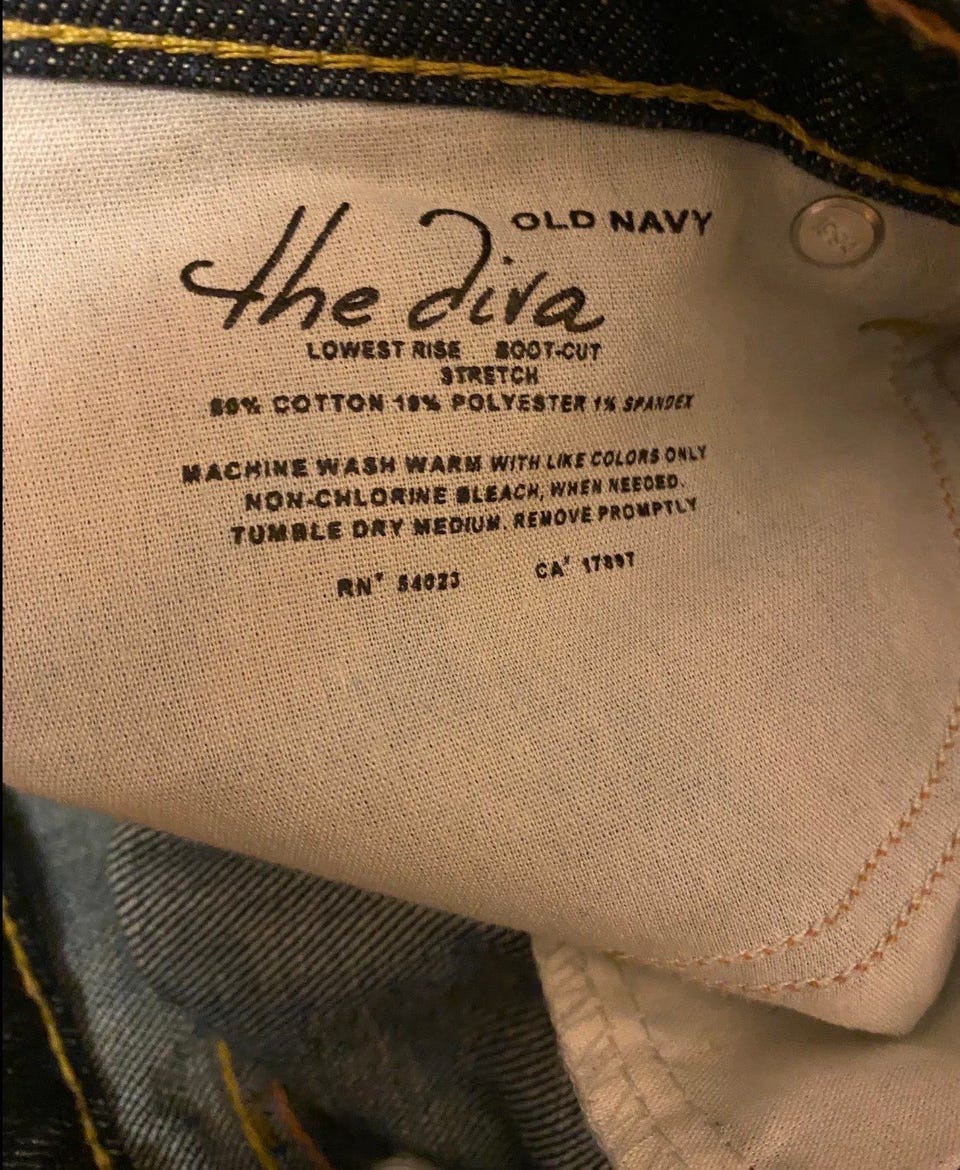 OLD NAVY
the diva
LOWEST RISE BOOT-CUT
STRETCH
COTTON POLYESTER 1% SPANDEX
MACHINE WASH WARM WITH LIKE COLORS ONLY
NON-CHLORINE BLEACH, WHEN NEEDED.
TUMBLE DRY MEDIUM. REMOVE PROMPTLY
RN# 54023 CA# 17897